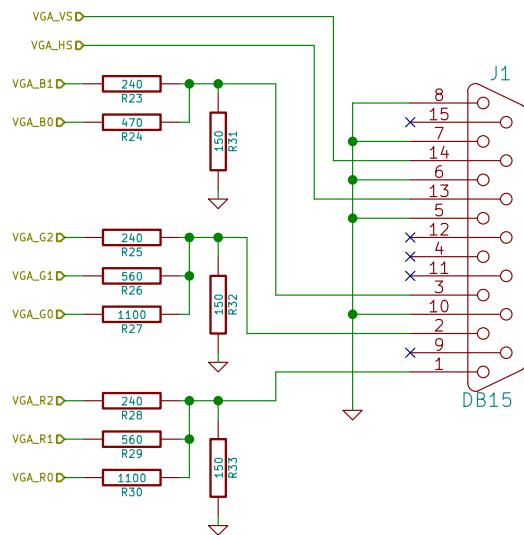 VGA_VS
VGA_HS
J1
VGA_B1 240 R23
VGA_B0 470 R24
150 R31
VGA_G2 240 R25
VGA_G1 560 R26
VGA_G0 1100 R27
150 R32
VGA_R2 240 R28
VGA_R1 560 R29
VGA_R0 1100 R30
150 R33
8
15
7
14
6
13
5
12
4
11
3
10
2
9
1
DB15